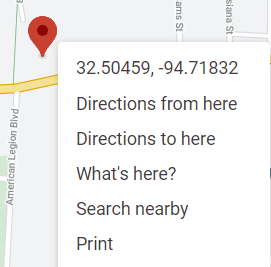 ams St
siana St
32.50459, -94.71832
Directions from here
Directions to here
What's here?
Search nearby
Print
American Legion Blvd